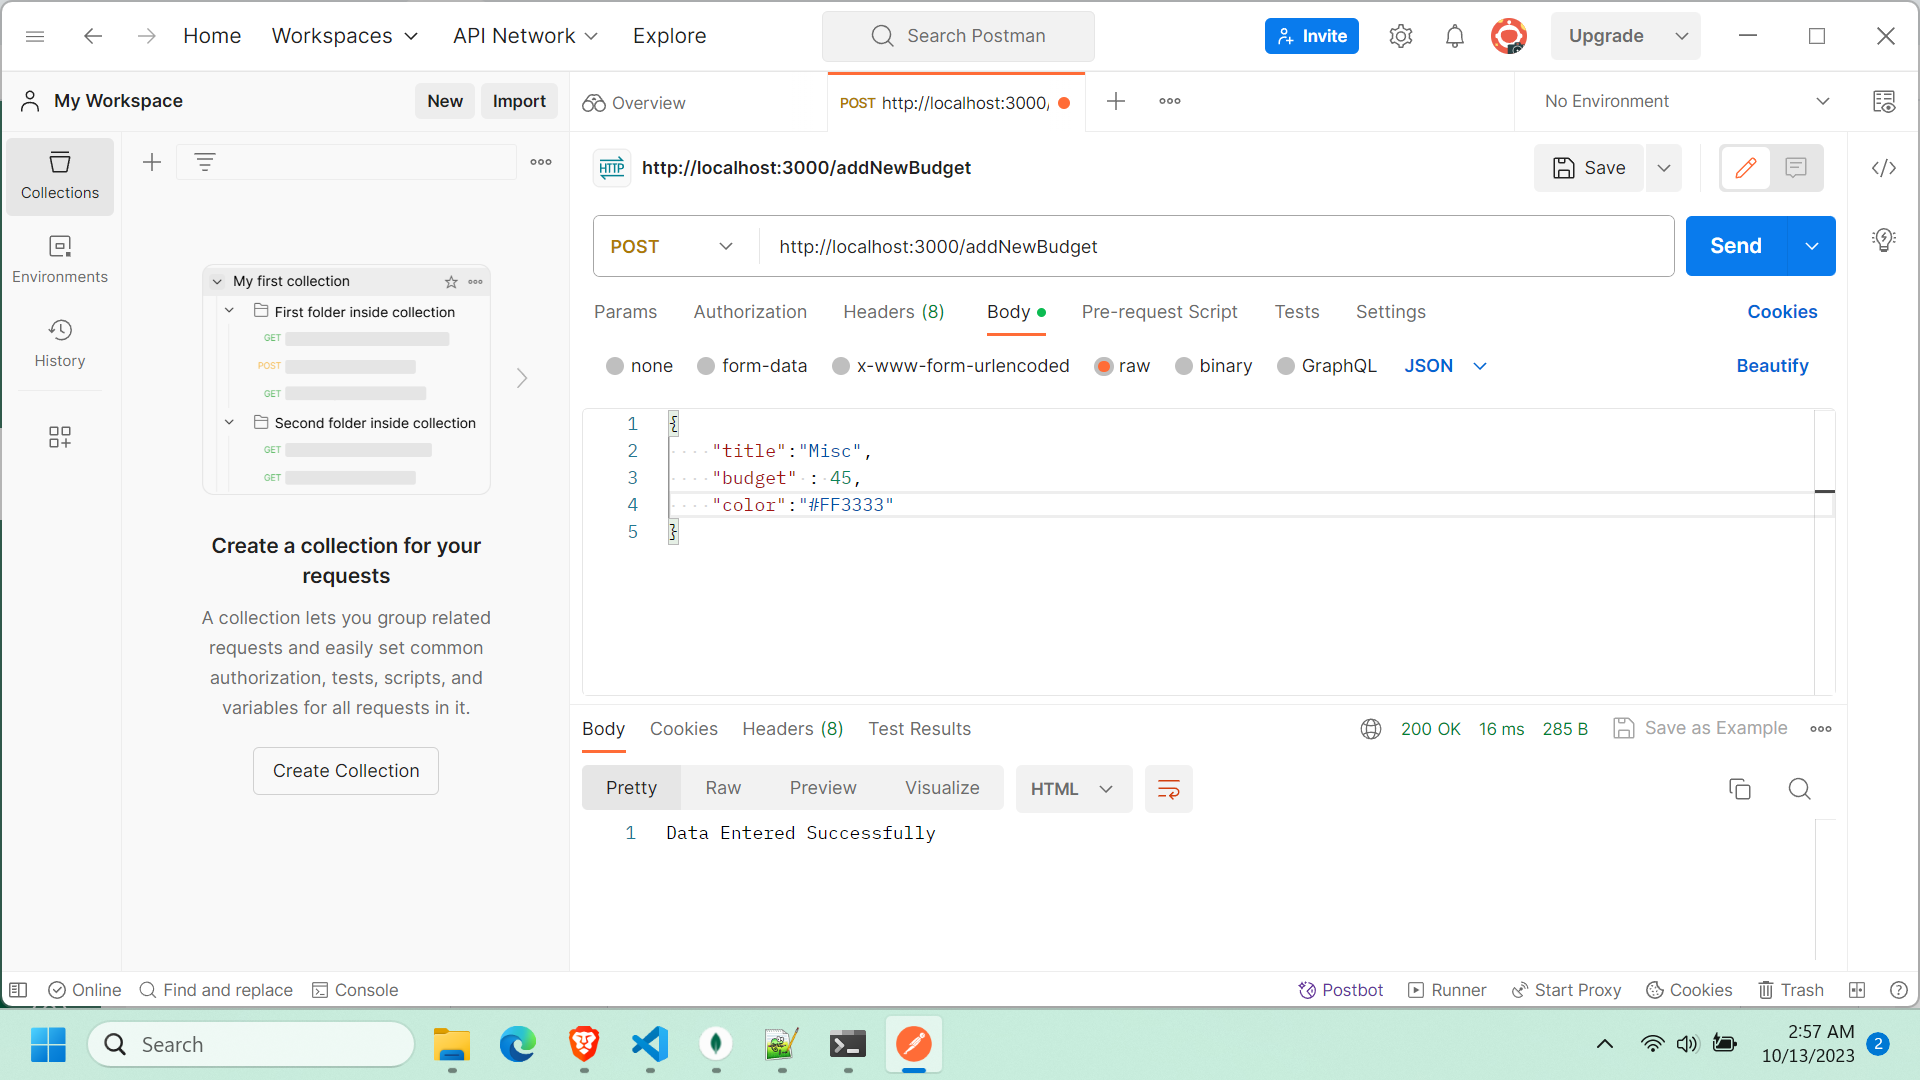 Home Workspaces API Network Explore Search Postman Invite Upgrade
My Workspace New Import Overview POST http://localhost:3000/ No Environment
Collections
Environments
History
My first collection
First folder inside collection
GET
POST
GET
Second folder inside collection
GET
GET
Create a collection for your
requests
A collection lets you group related
requests and easily set common
authorization, tests, scripts, and
variables for all requests in it.
Create Collection
HTTP http://localhost:3000/addNewBudget Save
POST http://localhost:3000/addNewBudget Send
Params Authorization Headers (8) Body Pre-request Script Tests Settings Cookies
none form-data x-www-form-urlencoded raw binary GraphQL JSON Beautify
1 {
2 "title":"Misc",
3 "budget" : 45,
4 "color":"#FF3333"
5 }
Body Cookies Headers (8) Test Results 200 OK 16 ms 285 B Save as Example
Pretty Raw Preview Visualize HTML
1 Data Entered Successfully
Online Find and replace Console Postbot Runner Start Proxy Cookies Trash
Search 2:57 AM
10/13/2023 2